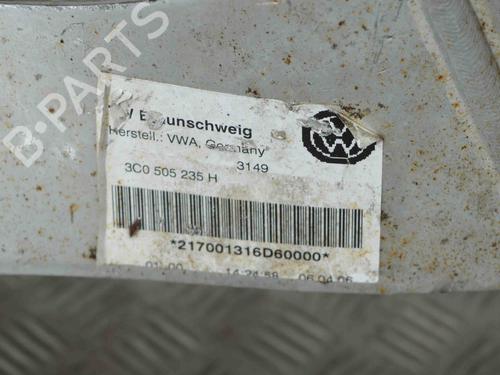 B-PARTS
Braunschweig
Herstell.: VWA, Germany
3149
3C0 505 235 H
*217001316D60000*
14:24:58 06.04.06